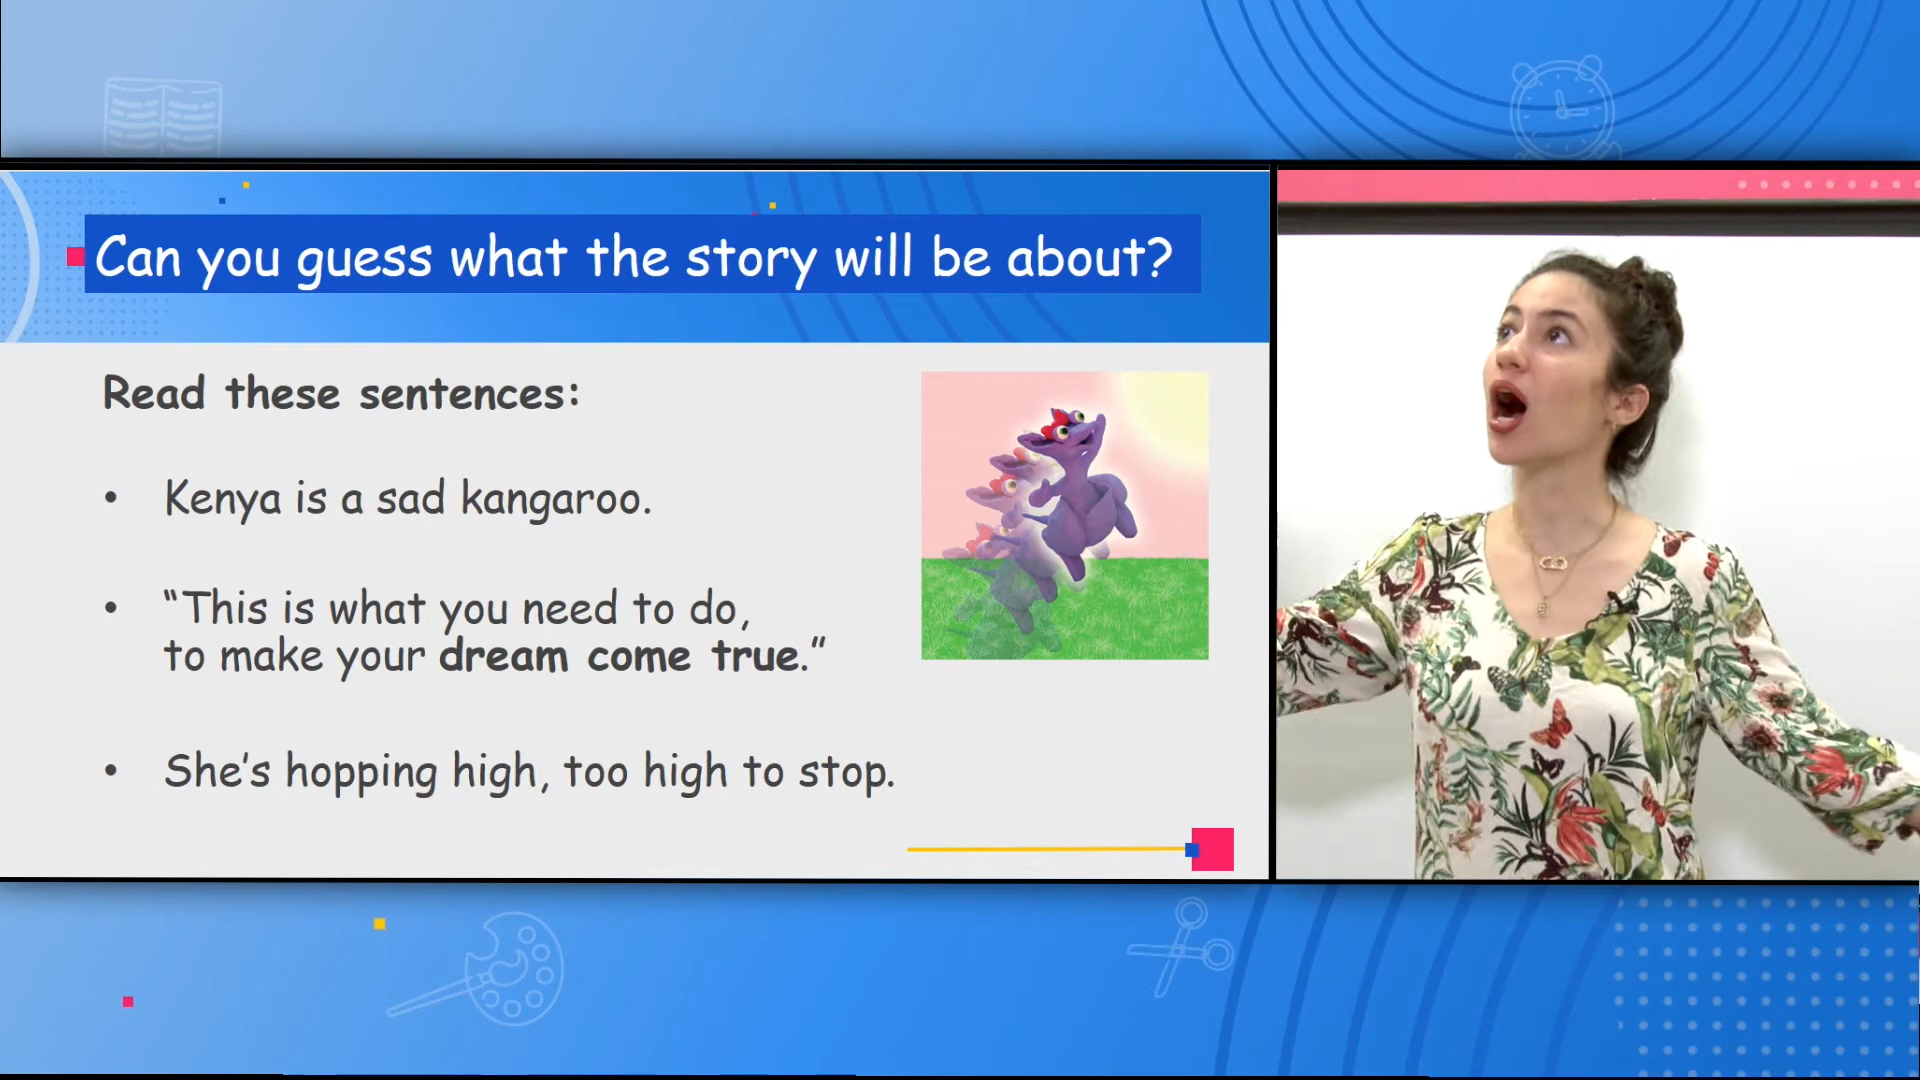 Can you guess what the story will be about?
Read these sentences:
• Kenya is a sad kangaroo.
• “This is what you need to do,
to make your dream come true.”
• She’s hopping high, too high to stop.